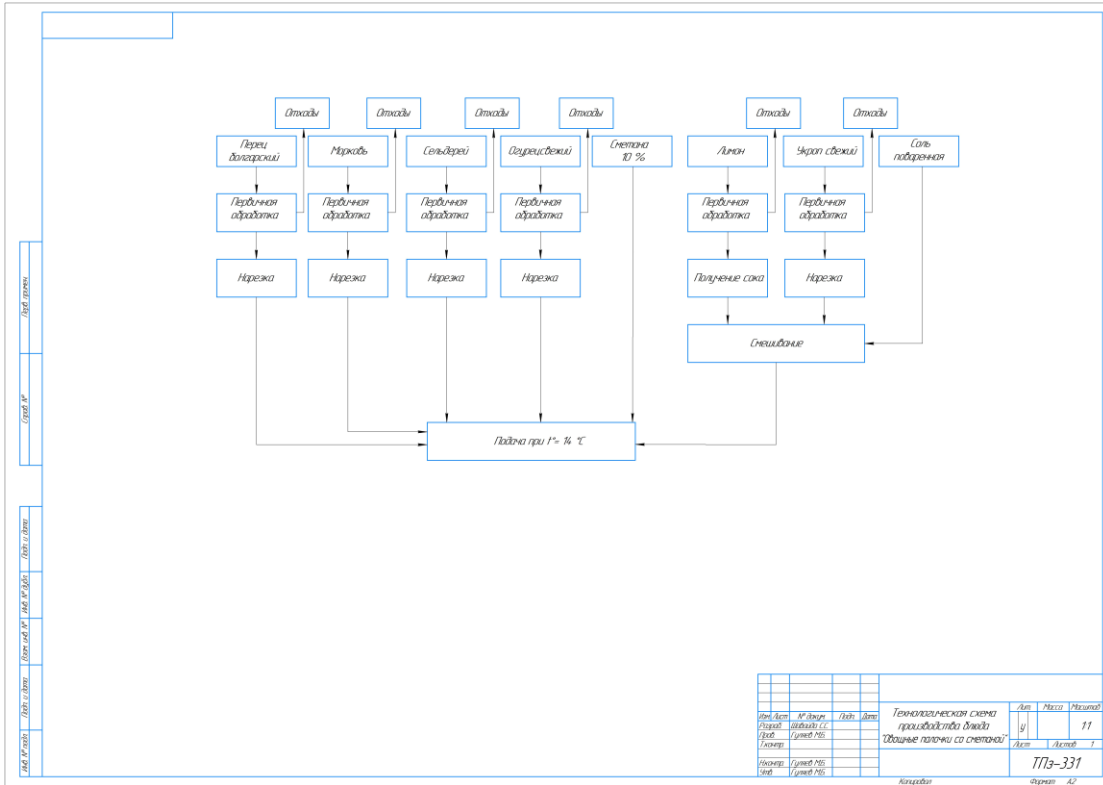 Отходы
Отходы
Отходы
Отходы
Отходы
Отходы
Перец
болгарский
Морковь
Сельдерей
Огурецсвежий
Сметана
10 %
Лимон
Укроп свежий
Соль
поваренная
Первичная
обработка
Первичная
обработка
Первичная
обработка
Первичная
обработка
Первичная
обработка
Первичная
обработка
Нарезка
Нарезка
Нарезка
Нарезка
Получение сока
Нарезка
Смешивание
Подача при t°= 14 °C
Перв. примен.
Справ. №
Подп. и дата
Инв. № дубл.
Взам. инв. №
Подп. и дата
Инв. № подл.
Изм. Лист № докум. Подп. Дата
Разраб.
Пров. Гуляев М.Б.
Т.контр.
Н.контр. Гуляев М.Б.
Утв. Гуляев М.Б.
Технологическая схема
производства блюда
"Овощные палочки со сметаной"
Лит. Масса Масштаб
у 1:1
Лист Листов 1
ТПз-331
Копировал Формат А2